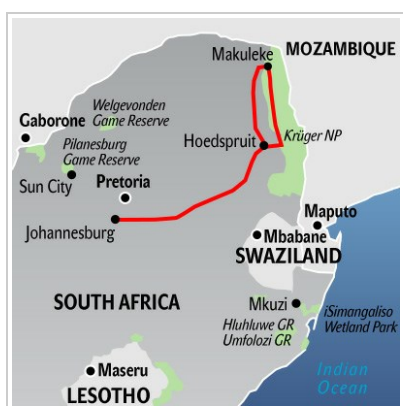 Makuleke
MOZAMBIQUE
Welgevonden
Game Reserve
Gaborone
Hoedspruit
Krüger NP
Pilanesburg
Game Reserve
Sun City
Pretoria
Maputo
Johannesburg
Mbabane
SWAZILAND
SOUTH AFRICA
Mkuzi
iSimangaliso
Wetland Park
Hluhluwe GR
Umfolozi GR
Maseru
LESOTHO
Indian
Ocean